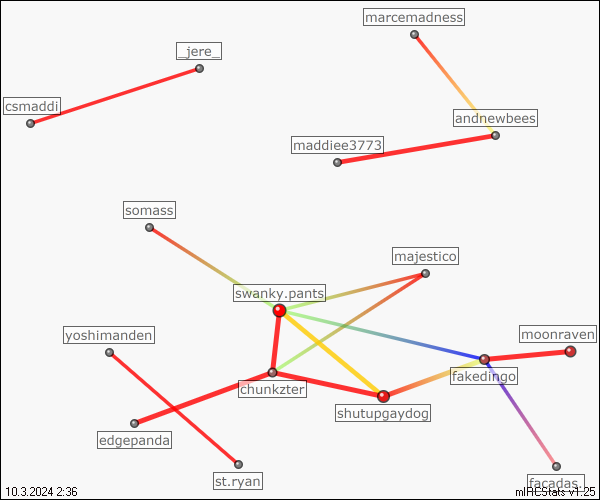 marcemadness
_jere_
csmaddi
andnewbees
maddiee3773
somass
majestico
swanky.pants
yoshimanden
moonraven
fakedingo
chunkzter
shutupgaydog
edgepanda
st.ryan
facadas.
10.3.2024 2:36
mIRCStats v1.25